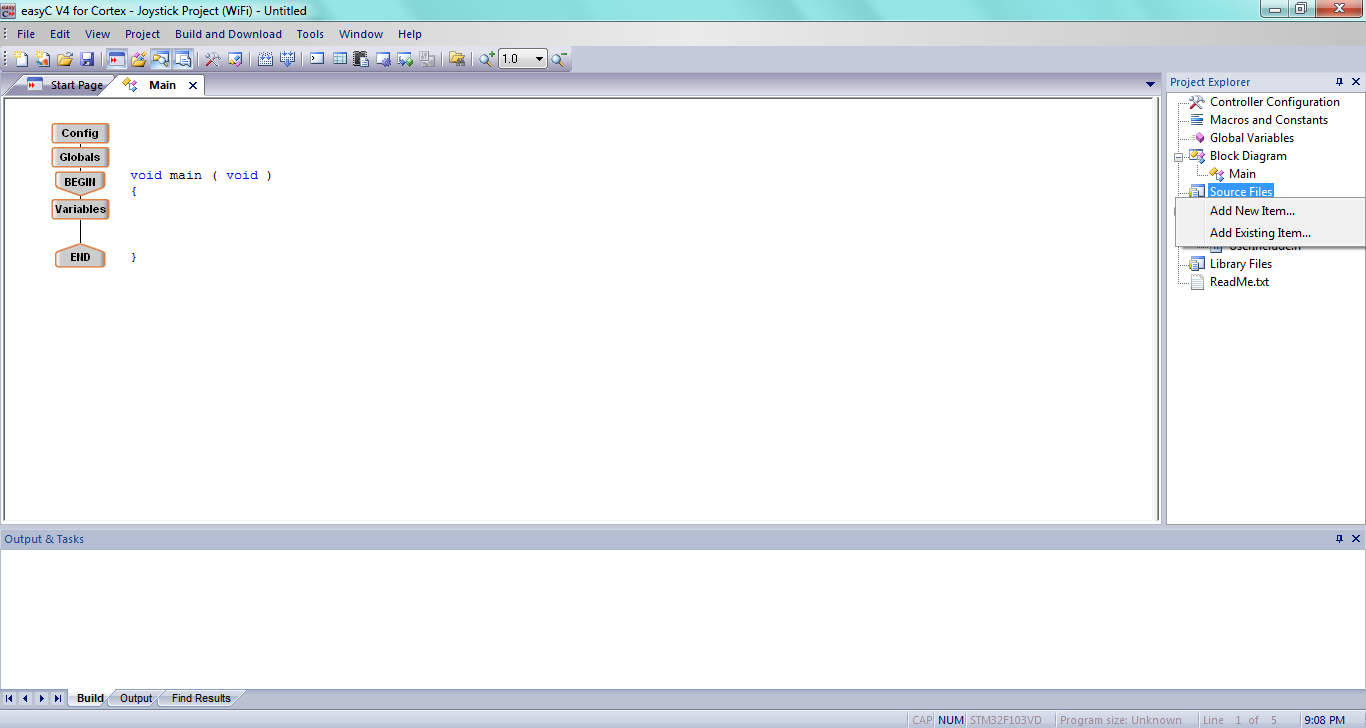 easyC V4 for Cortex - Joystick Project (WiFi) - Untitled
File Edit View Project Build and Download Tools Window Help
1.0
Start Page Main
Config
Globals
BEGIN
void main ( void )
{
Variables
END
}
Project Explorer
Controller Configuration
Macros and Constants
Global Variables
Block Diagram
Main
Source Files
Add New Item...
Add Existing Item...
UserInclude.h
Library Files
ReadMe.txt
Output & Tasks
Build Output Find Results
CAP NUM STM32F103VD Program size: Unknown Line 1 of 5 9:08 PM